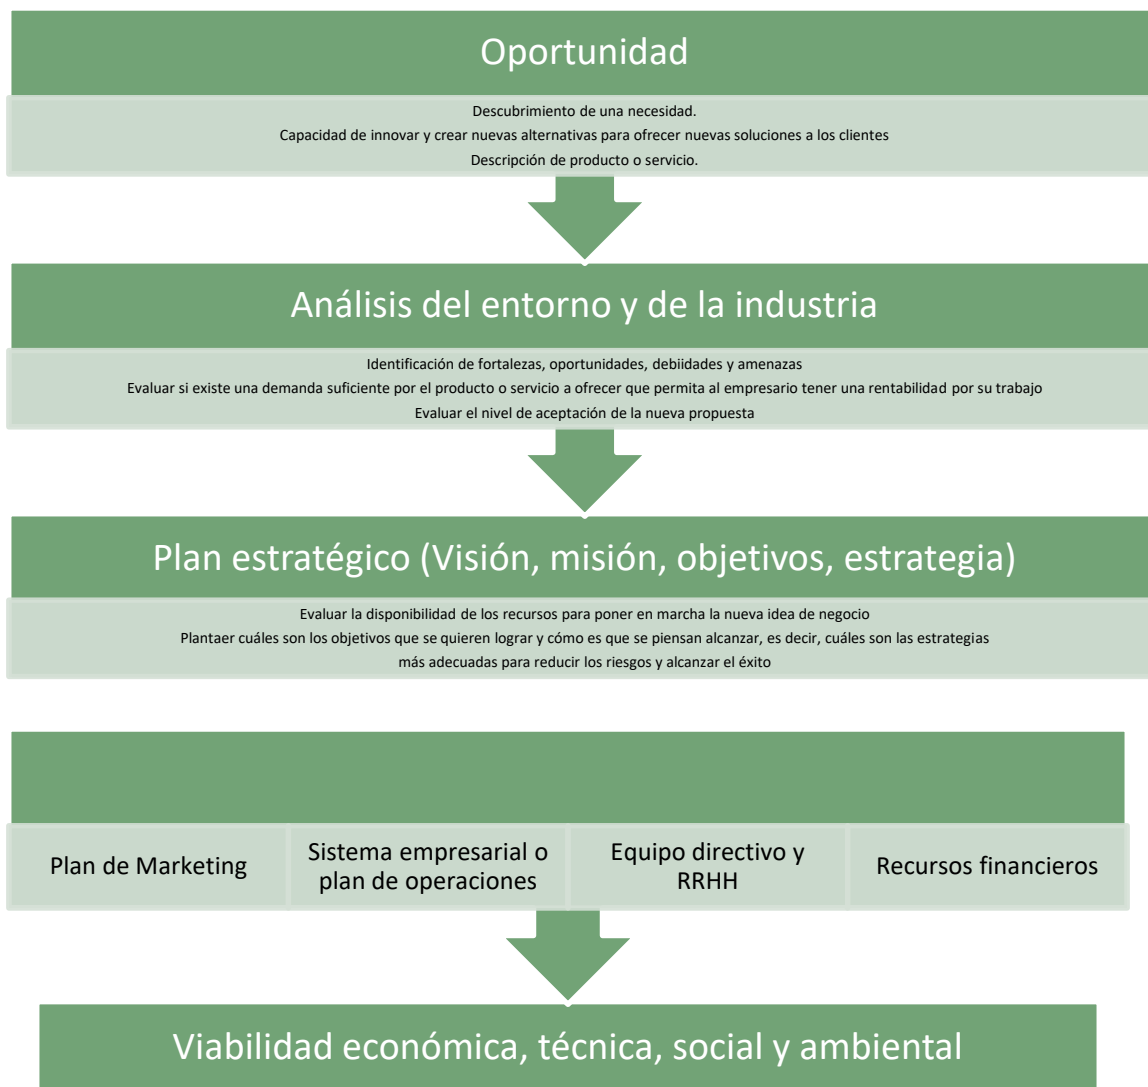 Oportunidad
Descubrimiento de una necesidad.
Capacidad de innovar y crear nuevas alternativas para ofrecer nuevas soluciones a los clientes
Descripción de producto o servicio.
Análisis del entorno y de la industria
Identificación de fortalezas, oportunidades, debiidades y amenazas
Evaluar si existe una demanda suficiente por el producto o servicio a ofrecer que permita al empresario tener una rentabilidad por su trabajo
Evaluar el nivel de aceptación de la nueva propuesta
Plan estratégico (Visión, misión, objetivos, estrategia)
Evaluar la disponibilidad de los recursos para poner en marcha la nueva idea de negocio
Plantaer cuáles son los objetivos que se quieren lograr y cómo es que se piensan alcanzar, es decir, cuáles son las estrategias
más adecuadas para reducir los riesgos y alcanzar el éxito
Plan de Marketing
Sistema empresarial o
plan de operaciones
Equipo directivo y
RRHH
Recursos financieros
Viabilidad económica, técnica, social y ambiental